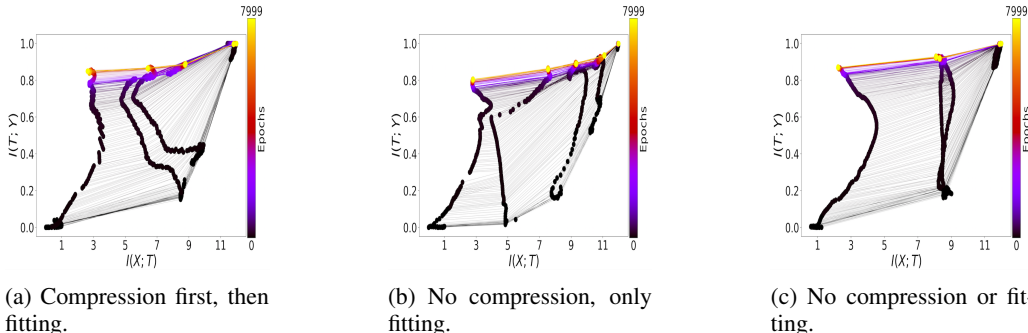 7999
7999
7999
1.0
0.8
0.6
0.4
0.2
0.0
I(T; Y)
1 3 5 7 9 11
I(X;T)
Epochs
0
1.0
0.8
0.6
0.4
0.2
0.0
I(T; Y)
1 3 5 7 9 11
I(X;T)
Epochs
0
1.0
0.8
0.6
0.4
0.2
0.0
I(T; Y)
1 3 5 7 9 11
I(X;T)
Epochs
0
(a) Compression first, then
fitting.
(b) No compression, only
fitting.
(c) No compression or fit-
ting.